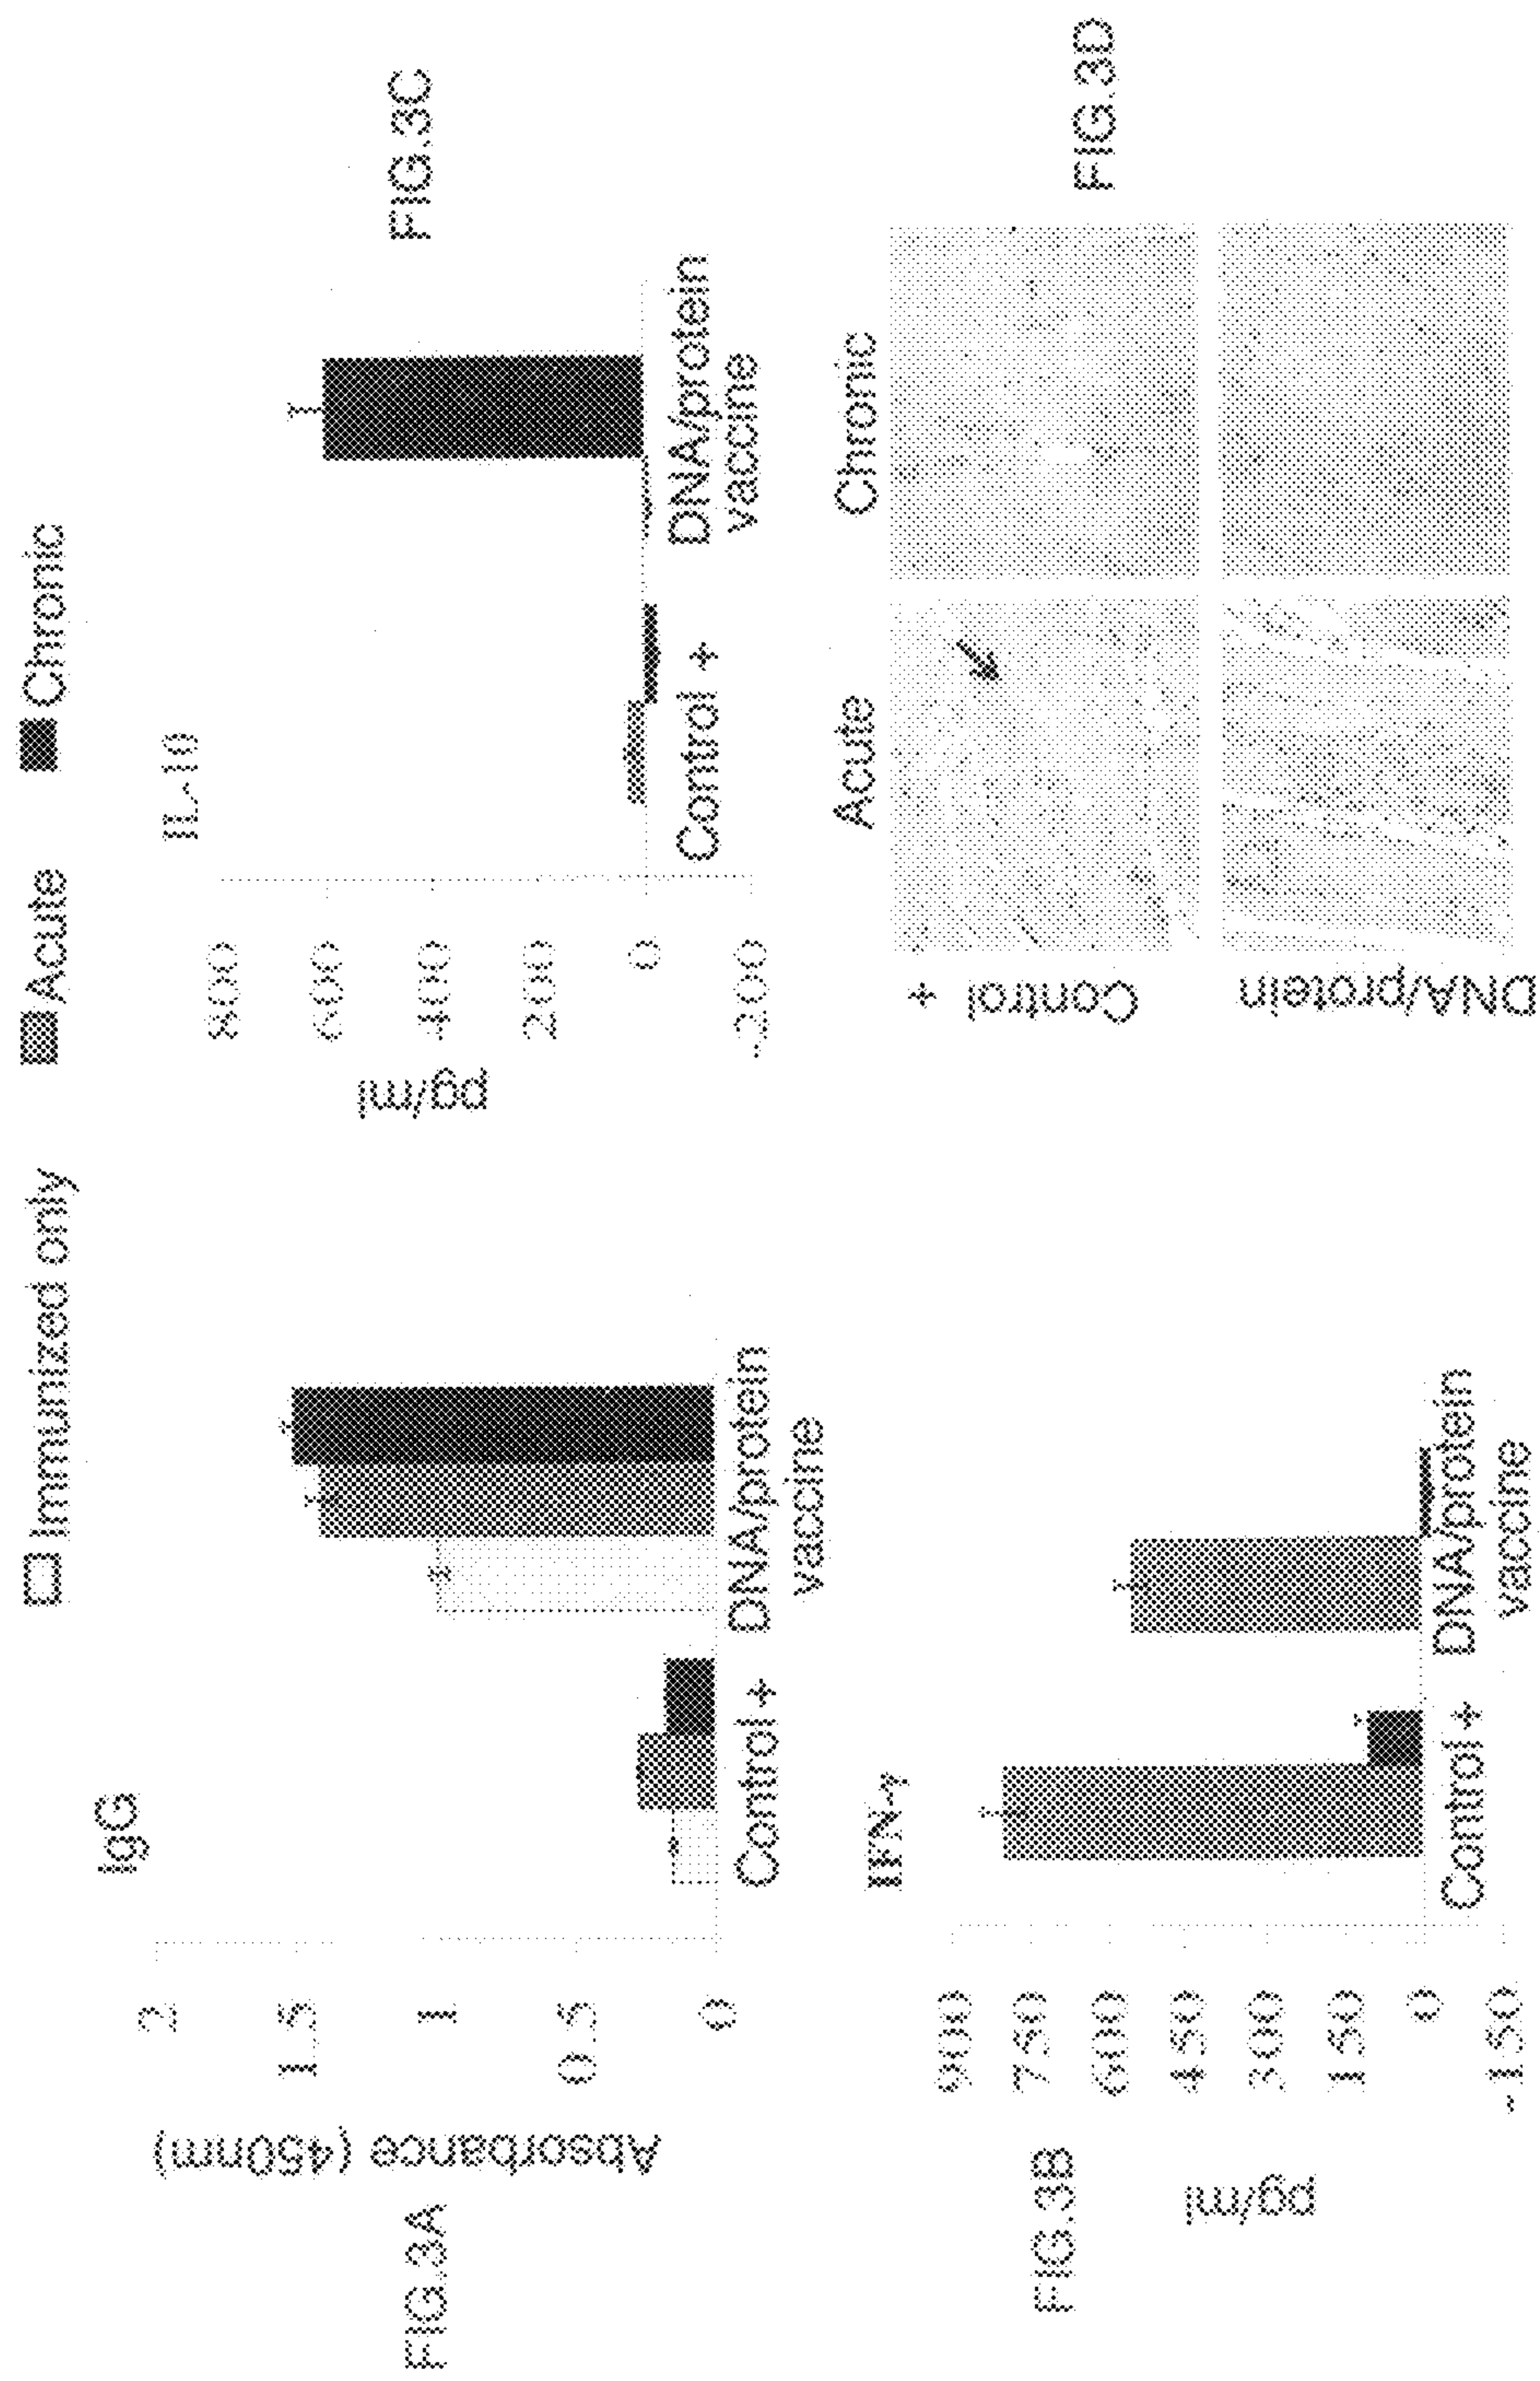 Immunized only
Acute
Chronic
FIG.3A
IgG
Absorbance (450nm)
2
1.5
1
0.5
0
Control +
DNA/protein
vaccine
FIG.3C
IL-10
pg/ml
800
600
400
200
0
-200
Control +
DNA/protein
vaccine
FIG.3B
IFN-γ
pg/ml
900
750
600
450
300
150
0
-150
Control +
DNA/protein
vaccine
FIG.3D
Acute
Chronic
Control +
DNA/protein